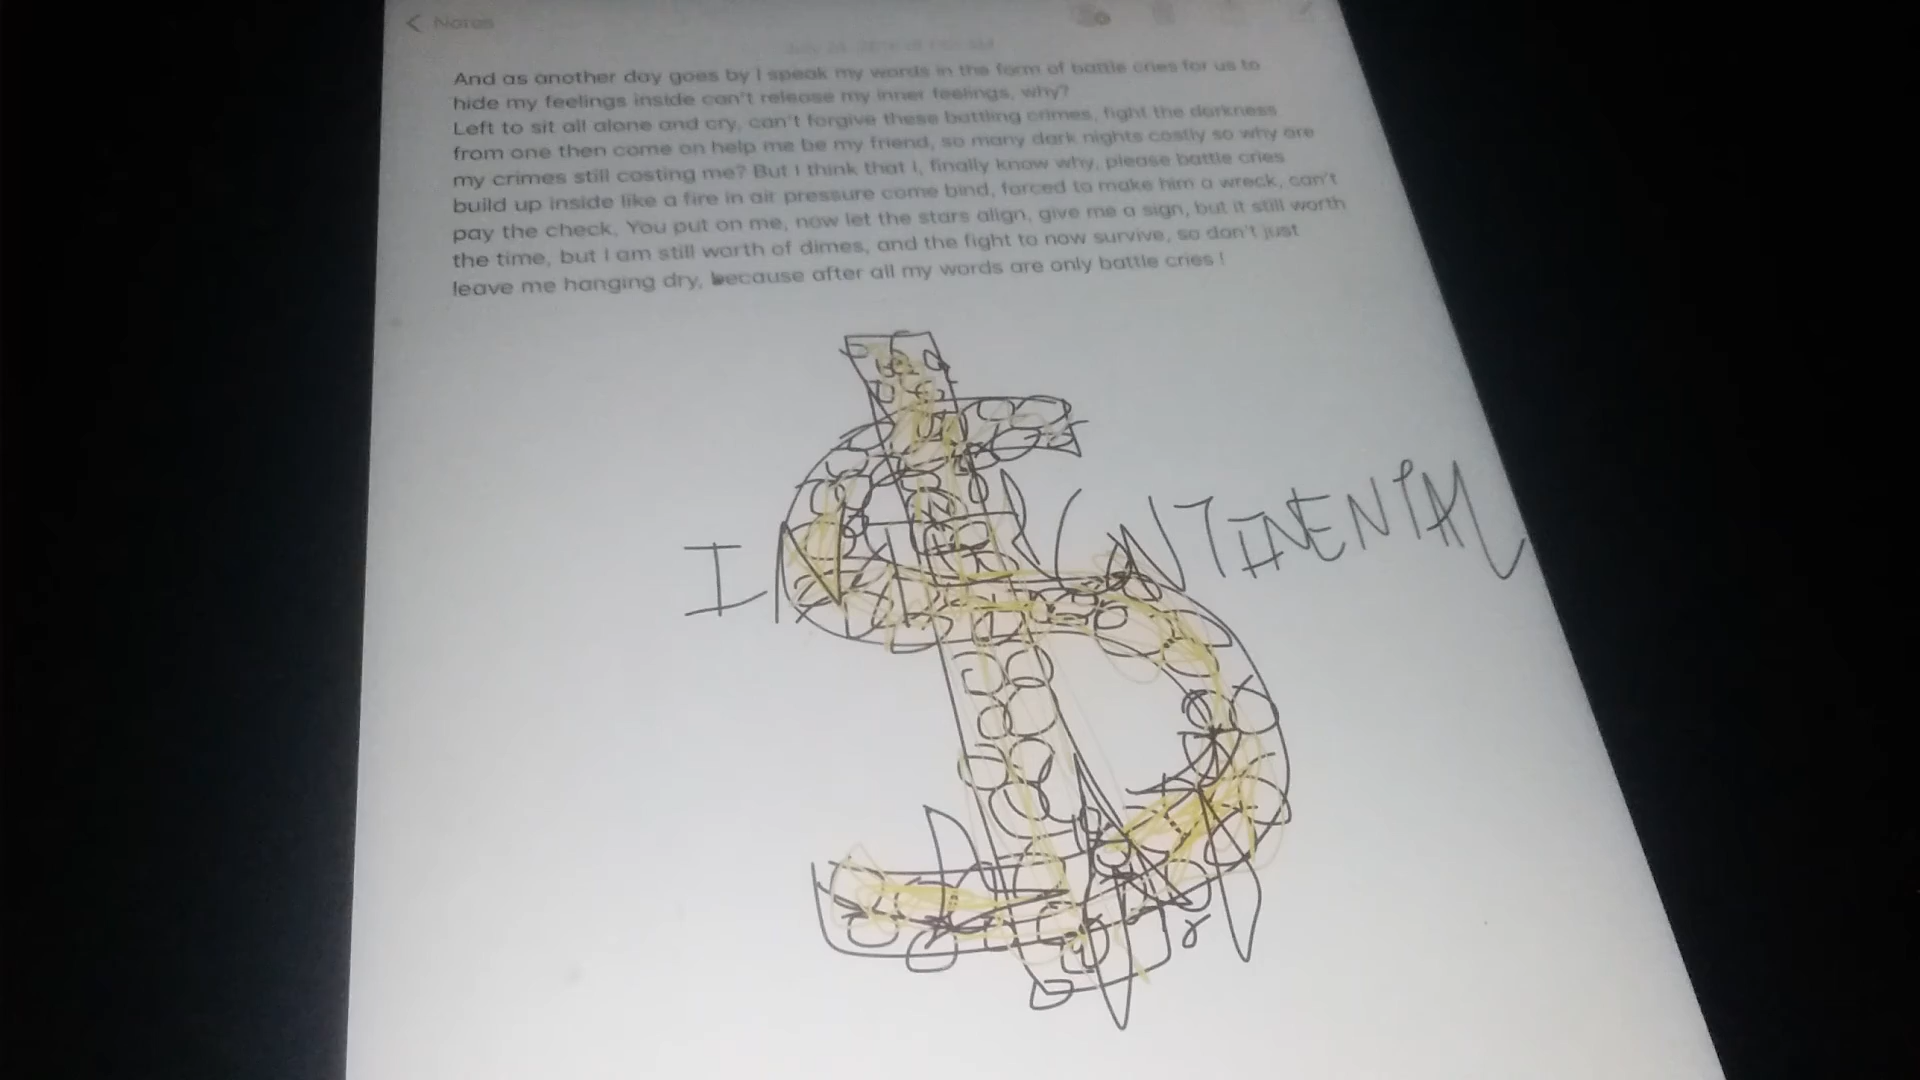 Notes
And as another day goes by I speak my words in the form of battle cries for us to
hide my feelings inside can't release my inner feelings, why?
Left to sit all alone and cry, can't forgive these battling crimes, fight the darkness
from one then come on help me be my friend, so many dark nights costly so why are
my crimes still costing me? But I think that I, finally know why, please battle cries
build up inside like a fire in air pressure come bind, forced to make him a wreck, can't
pay the check, You put on me, now let the stars align, give me a sign, but it still worth
the time, but I am still worth of dimes, and the fight to now survive, so don't just
leave me hanging dry, because after all my words are only battle cries !